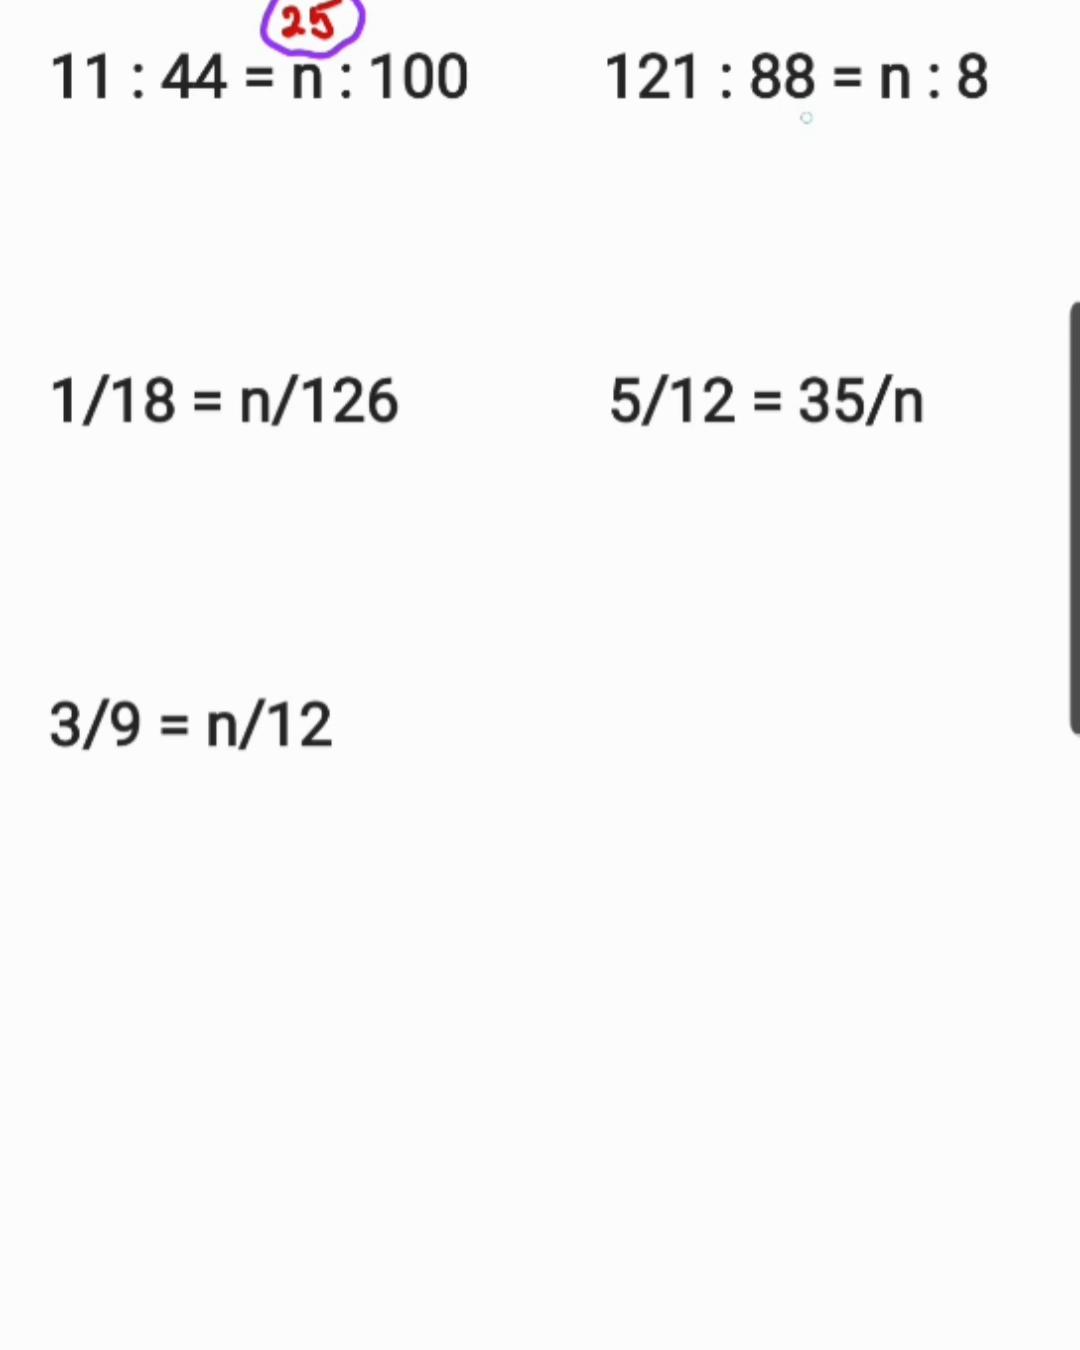 25
11 : 44 = n : 100
121 : 88 = n : 8
1/18 = n/126
5/12 = 35/n
3/9 = n/12